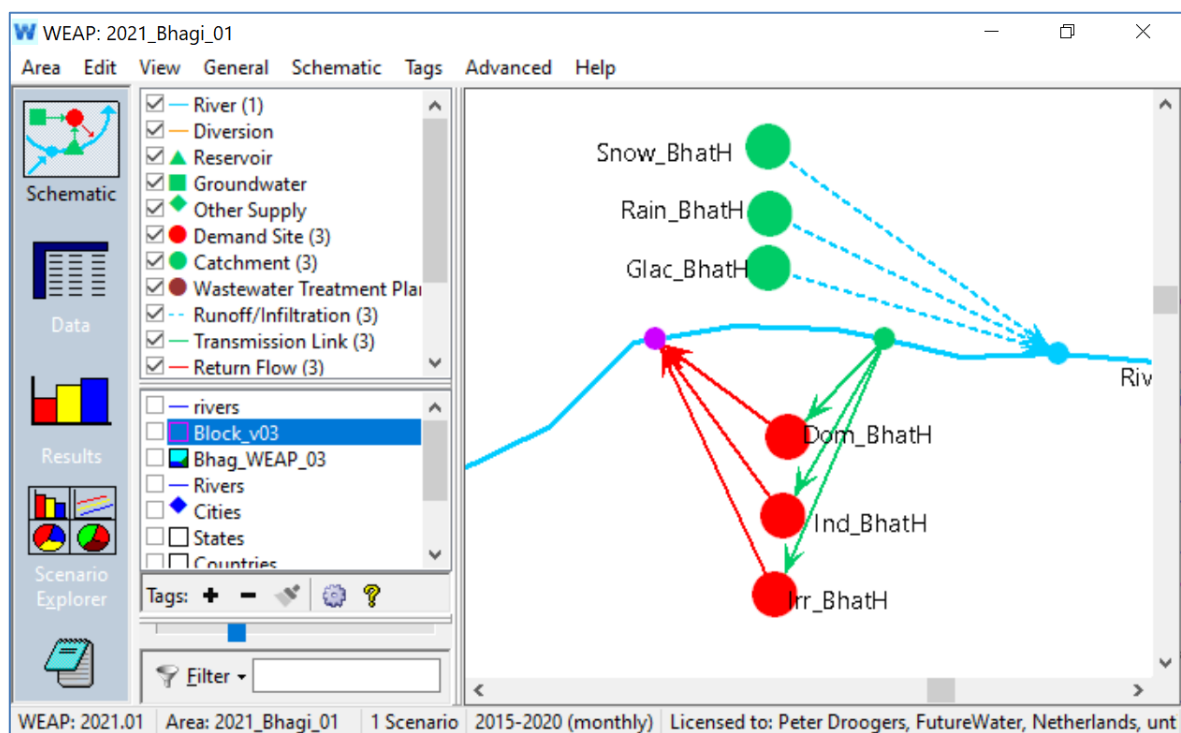 WEAP: 2021_Bhagi_01
Area Edit View General Schematic Tags Advanced Help
Schematic
Data
Results
Scenario
Explorer
River (1)
Diversion
Reservoir
Groundwater
Other Supply
Demand Site (3)
Catchment (3)
Wastewater Treatment Plan
Runoff/Infiltration (3)
Transmission Link (3)
Return Flow (3)
rivers
Block_v03
Bhag_WEAP_03
Rivers
Cities
States
Countries
Tags:
Filter
Snow_BhatH
Rain_BhatH
Glac_BhatH
Riv
Dom_BhatH
Ind_BhatH
Irr_BhatH
WEAP: 2021.01 Area: 2021_Bhagi_01 1 Scenario 2015-2020 (monthly) Licensed to: Peter Droogers, FutureWater, Netherlands, unt